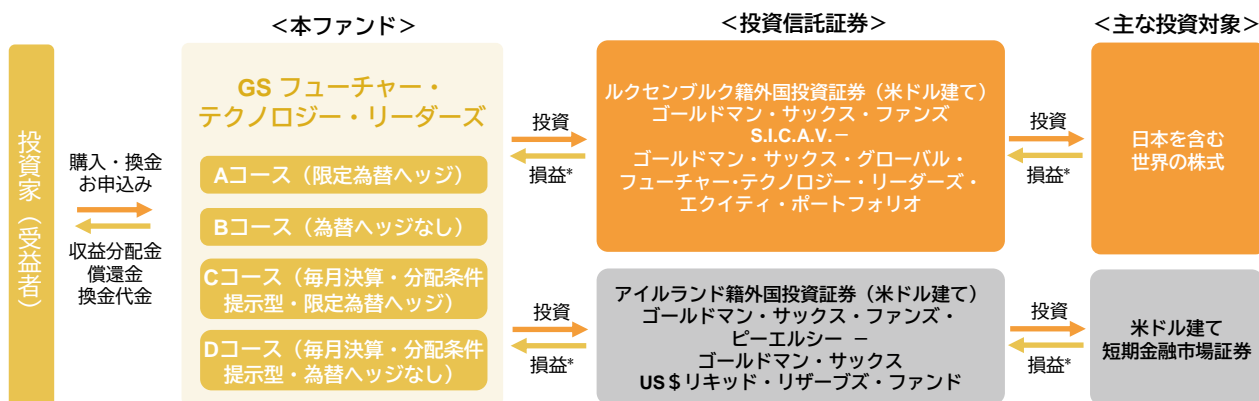 <本ファンド>
<投資信託証券>
<主な投資対象>
投資家（受益者）
購入・換金
お申込み
収益分配金
償還金
換金代金
GS フューチャー・
テクノロジー・リーダーズ
Aコース（限定為替ヘッジ）
Bコース（為替ヘッジなし）
Cコース（毎月決算・分配条件
提示型・限定為替ヘッジ）
Dコース（毎月決算・分配条件
提示型・為替ヘッジなし）
投資
損益*
ルクセンブルク籍外国投資証券（米ドル建て）
ゴールドマン・サックス・ファンズ
S.I.C.A.V.－
ゴールドマン・サックス・グローバル・
フューチャー・テクノロジー・リーダーズ・
エクイティ・ポートフォリオ
投資
損益*
日本を含む
世界の株式
投資
損益*
アイルランド籍外国投資証券（米ドル建て）
ゴールドマン・サックス・ファンズ・
ピーエルシー －
ゴールドマン・サックス
US＄リキッド・リザーブズ・ファンド
投資
損益*
米ドル建て
短期金融市場証券